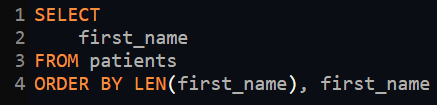 1 SELECT
2     first_name
3 FROM patients
4 ORDER BY LEN(first_name), first_name